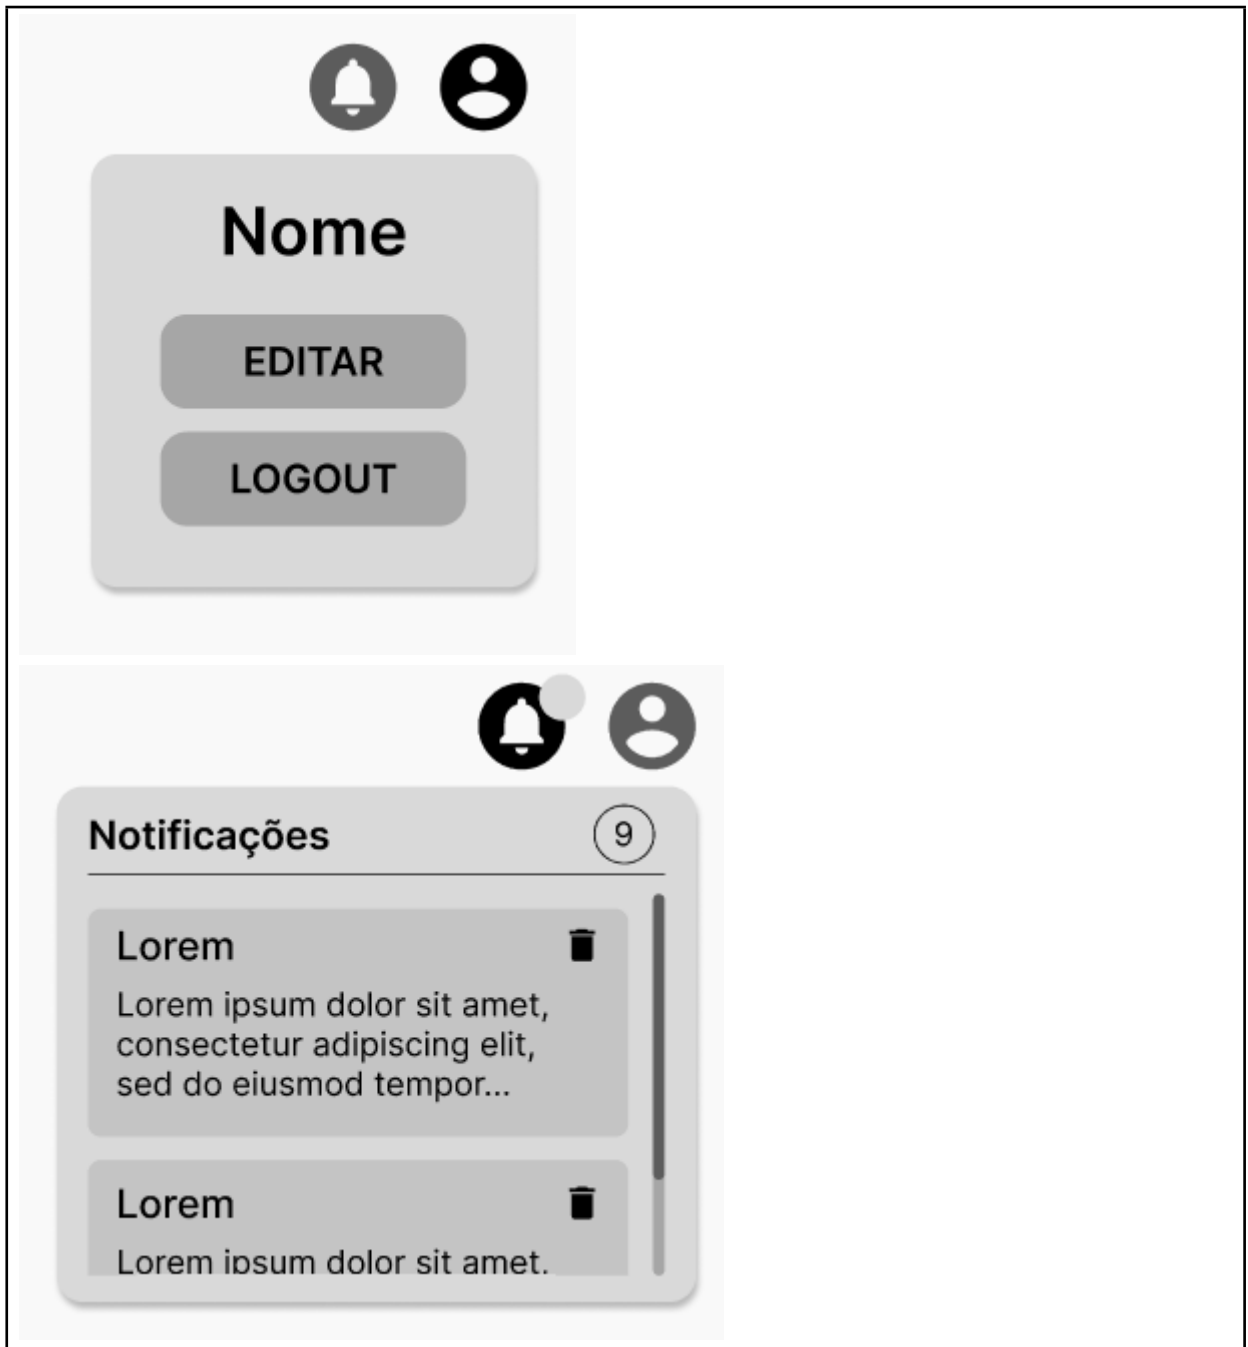 Nome
EDITAR
LOGOUT
Notificações 9
Lorem
Lorem ipsum dolor sit amet,
consectetur adipiscing elit,
sed do eiusmod tempor...
Lorem
Lorem ipsum dolor sit amet,